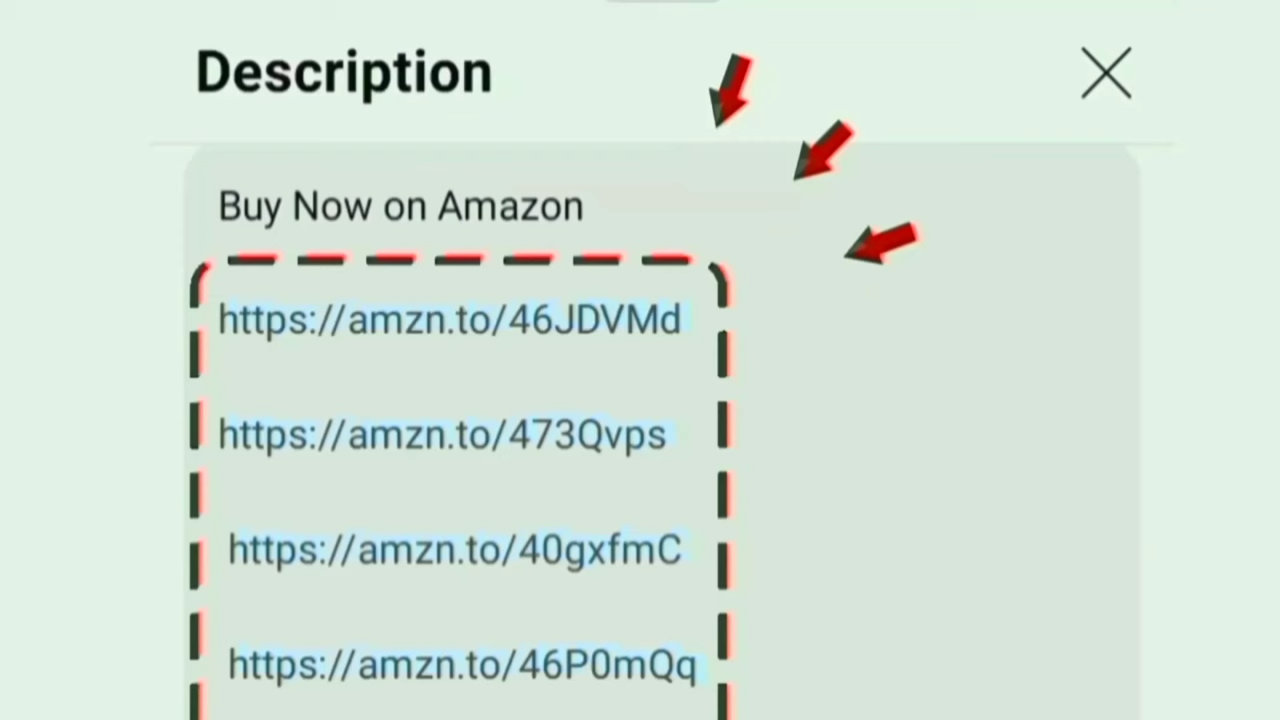 Description
Buy Now on Amazon
https://amzn.to/46JDVMd
https://amzn.to/473Qvps
https://amzn.to/40gxfmC
https://amzn.to/46P0mQq